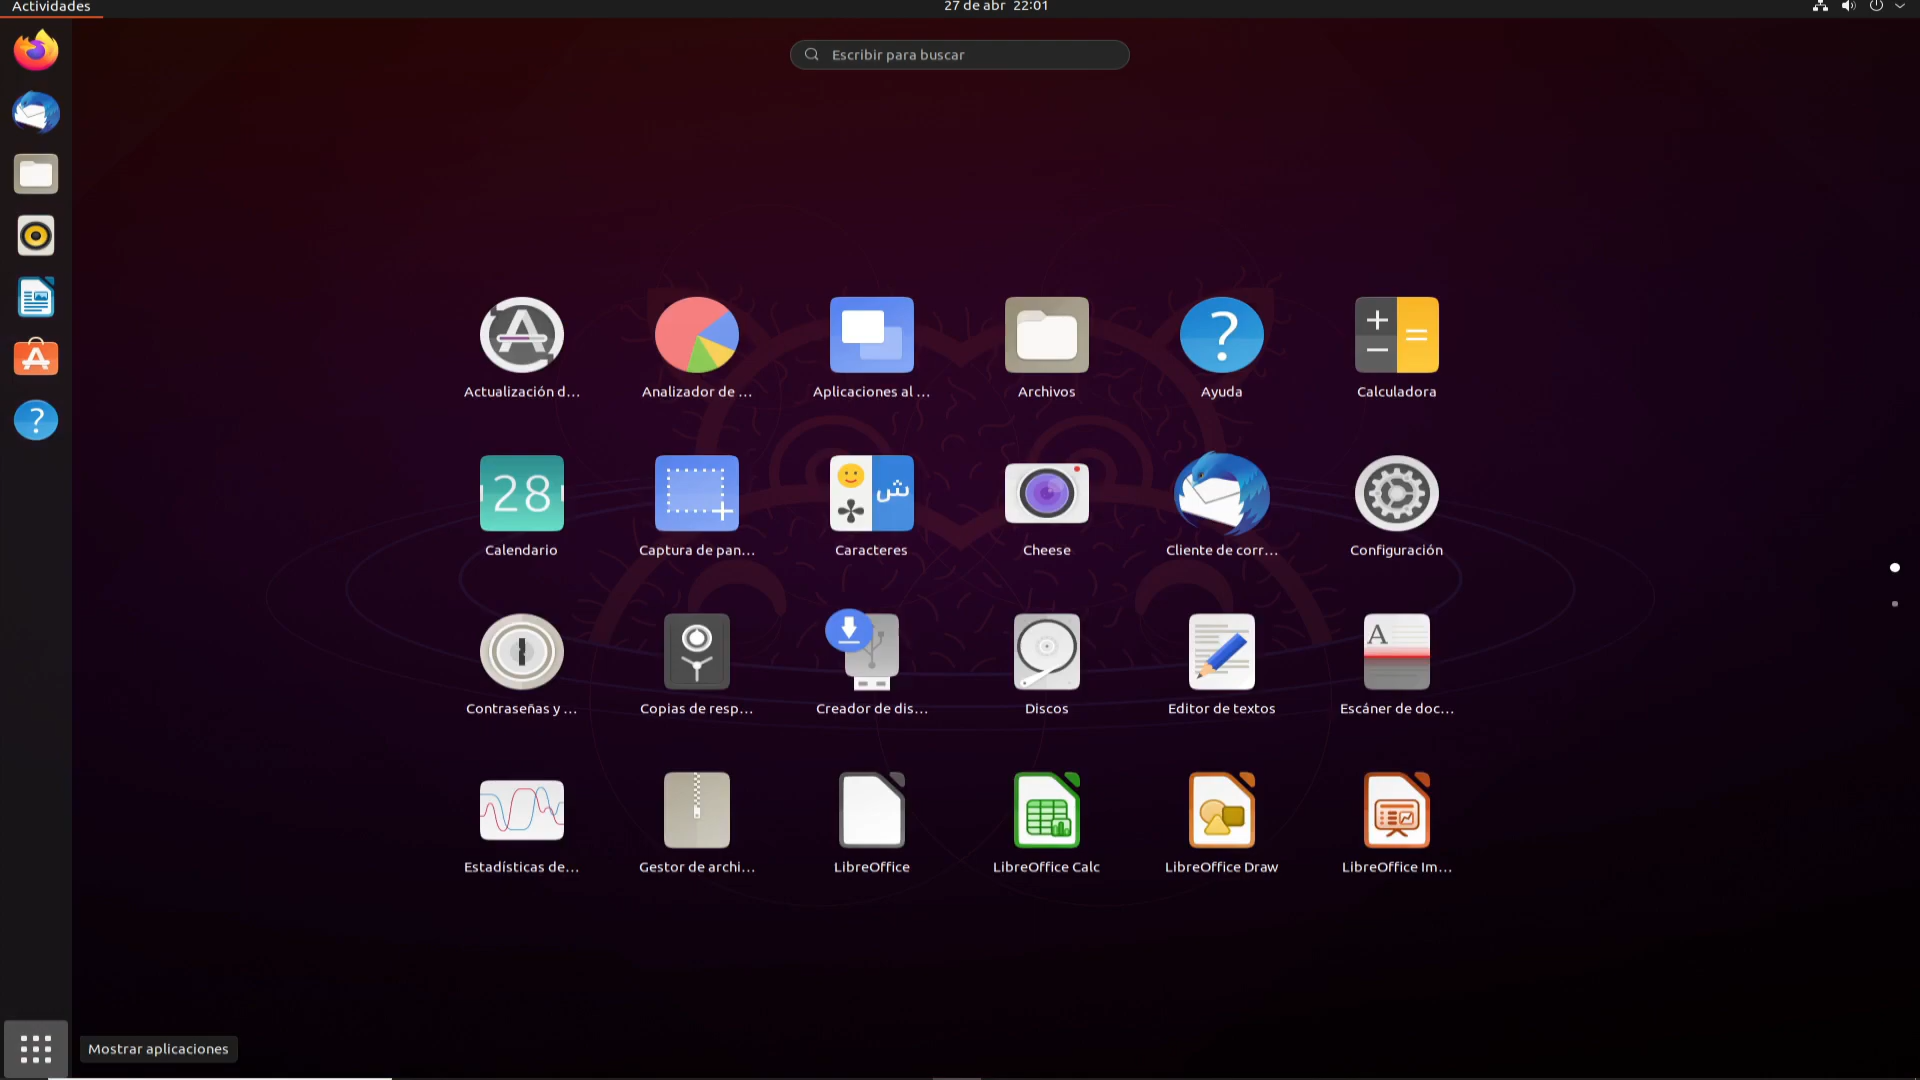 Actividades
27 de abr 22:01
Escribir para buscar
Actualización d...
Analizador de ...
Aplicaciones al ...
Archivos
Ayuda
Calculadora
28
ش
Calendario
Captura de pan...
Caracteres
Cheese
Cliente de corr...
Configuración
A
Contraseñas y ...
Copias de resp...
Creador de dis...
Discos
Editor de textos
Escáner de doc...
Estadísticas de...
Gestor de archi...
LibreOffice
LibreOffice Calc
LibreOffice Draw
LibreOffice Im...
Mostrar aplicaciones